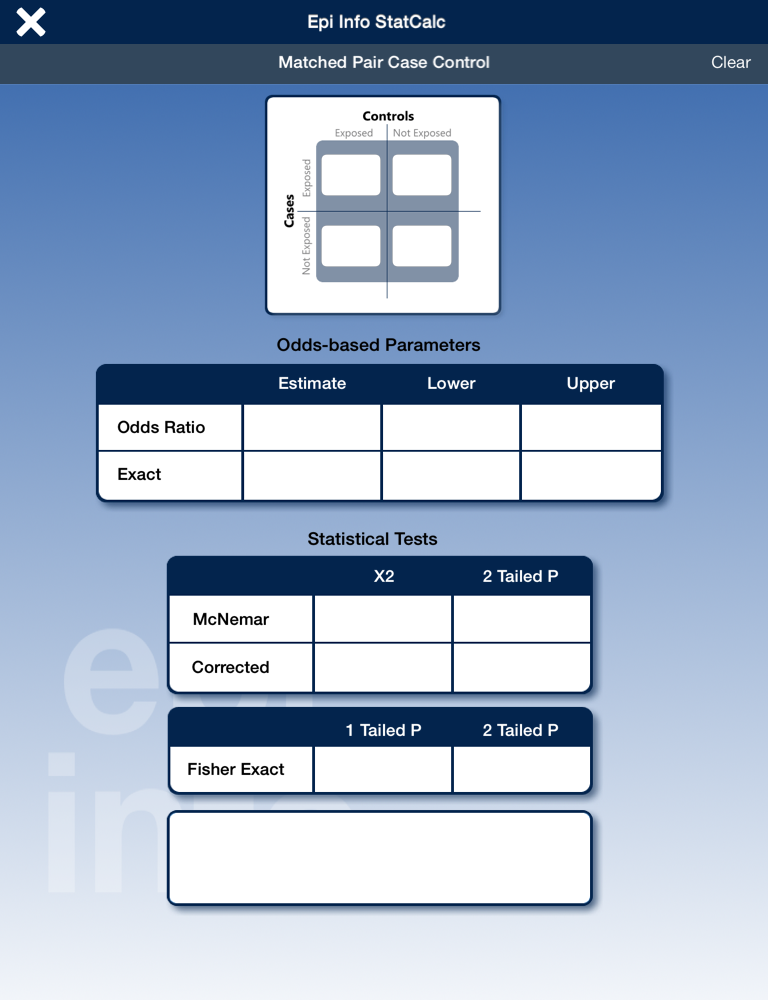 Epi Info StatCalc
Matched Pair Case Control
Clear
Controls
Exposed Not Exposed
Cases
Exposed
Not Exposed
Odds-based Parameters
Estimate Lower Upper
Odds Ratio
Exact
Statistical Tests
X2 2 Tailed P
McNemar
Corrected
1 Tailed P 2 Tailed P
Fisher Exact
epi
info